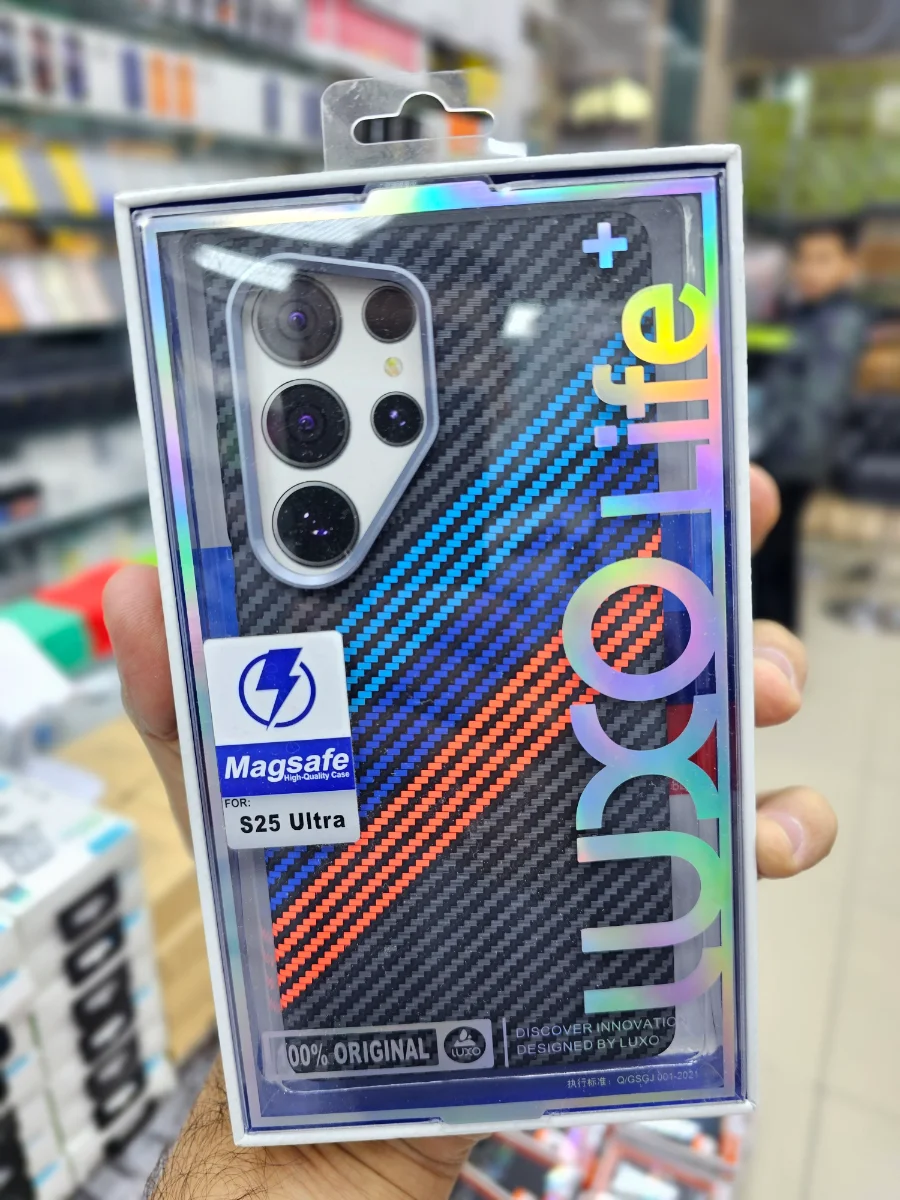 LUXO Life
Magsafe
High-Quality Case
FOR:
S25 Ultra
00% ORIGINAL
LUXO
DISCOVER INNOVATIO
DESIGNED BY LUXO
执行标准：Q/GSGJ 001-2021